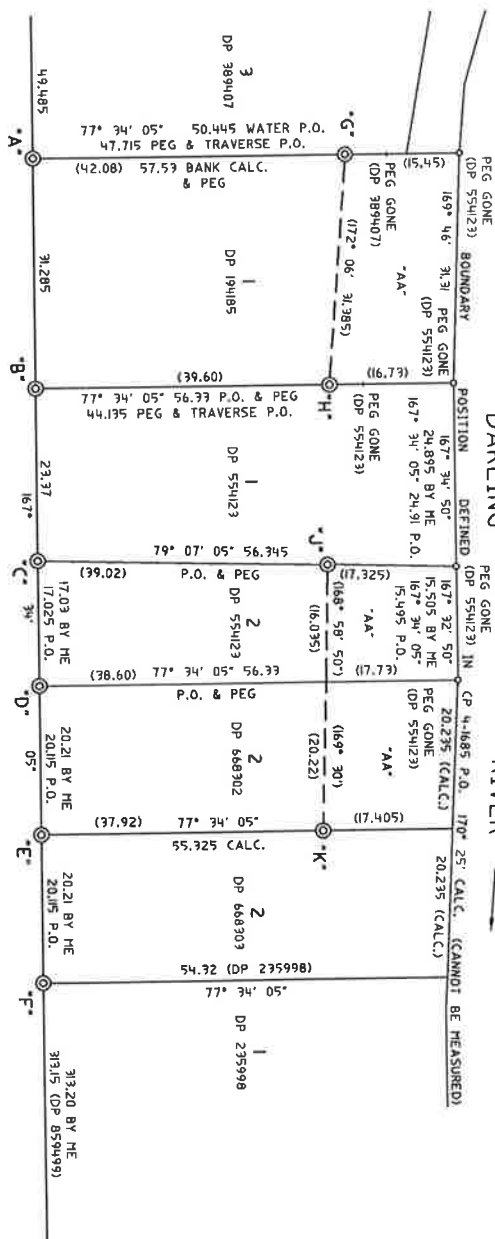 DARLING RIVER
PEG GONE
(DP 554123)
169° 46' 31.31
BOUNDARY POSITION DEFINED IN CP 4-1685 P.O. 170° 25' CALC. (CANNOT BE MEASURED)
PEG GONE
(DP 554123)
167° 34' 50"
24.895 BY ME
167° 34' 05" 24.91 P.O.
PEG GONE
(DP 554123)
167° 32' 50"
15.505 BY ME
167° 34' 05"
15.495 P.O.
PEG GONE
(DP 554123)
20.235 (CALC.)
20.235 (CALC.)
(15.45)
PEG GONE
(DP 389407)
"AA"
(16.73)
PEG GONE
(DP 554123)
(17.325)
"AA"
(17.73)
"AA"
(17.405)
"G"
(172° 06' 31.385)
"H"
"J"
(168° 58' 50")
(16.035)
(169° 30')
(20.22)
"K"
3
DP 389407
77° 34' 05" 50.445 WATER P.O.
47.715 PEG & TRAVERSE P.O.
(42.08) 57.53 BANK CALC.
& PEG
1
DP 194185
(39.60)
77° 34' 05" 56.33 P.O. & PEG
44.135 PEG & TRAVERSE P.O.
1
DP 554123
79° 07' 05" 56.345
(39.02) P.O. & PEG
2
DP 554123
(38.60) 77° 34' 05" 56.33
P.O. & PEG
2
DP 668302
(37.92) 77° 34' 05"
55.325 CALC.
2
DP 668303
54.32 (DP 235998)
77° 34' 05"
1
DP 235998
49.485
"A"
31.285
"B"
23.37
167° 34' 05"
"C"
17.03 BY ME
17.025 P.O.
"D"
20.21 BY ME
20.115 P.O.
"E"
20.21 BY ME
20.115 P.O.
"F"
313.20 BY ME
313.15 (DP 859499)